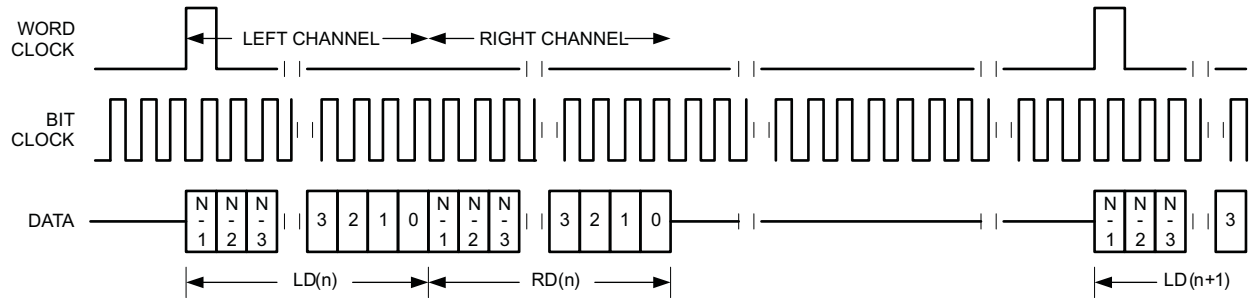 WORD
CLOCK
LEFT CHANNEL
RIGHT CHANNEL
BIT
CLOCK
DATA
N
-
1
N
-
2
N
-
3
3 2 1 0
N
-
1
N
-
2
N
-
3
3 2 1 0
N
-
1
N
-
2
N
-
3
3
LD(n)
RD(n)
LD(n+1)